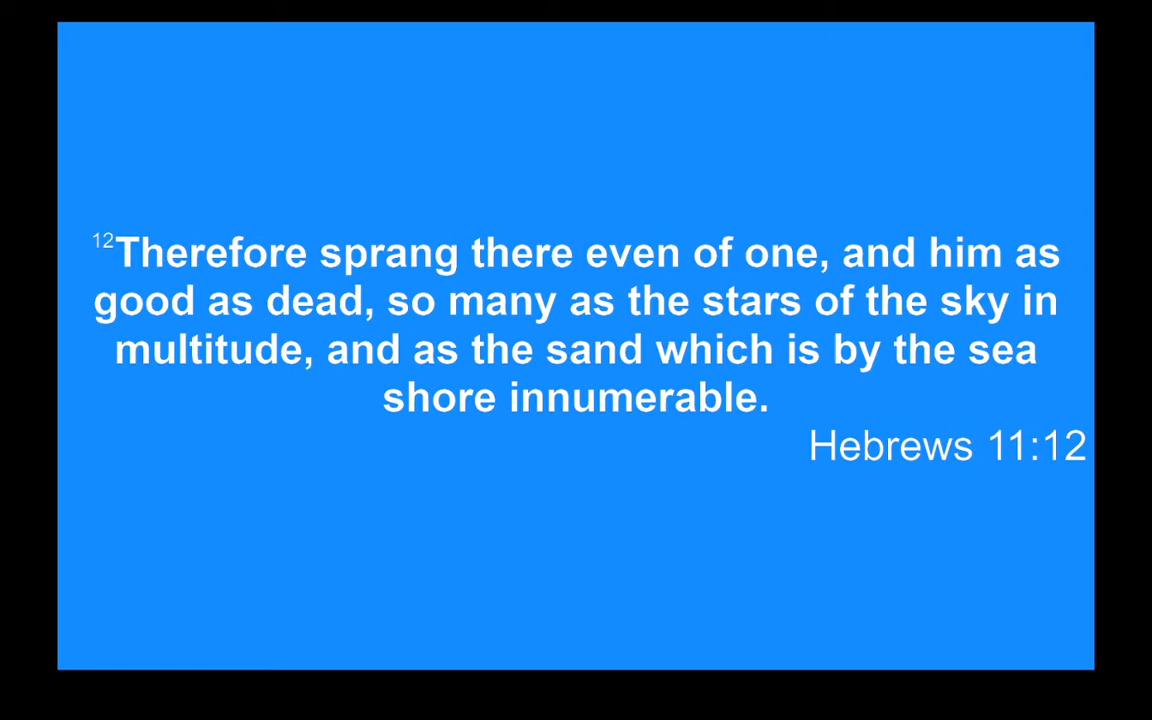 12Therefore sprang there even of one, and him as
good as dead, so many as the stars of the sky in
multitude, and as the sand which is by the sea
shore innumerable.
Hebrews 11:12